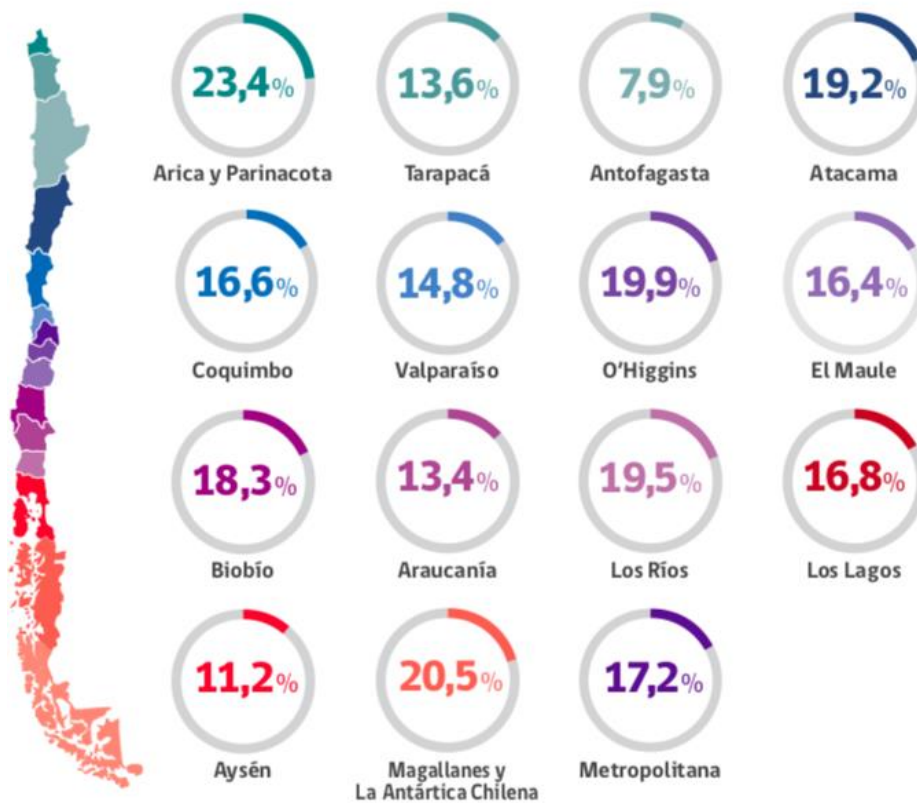 23,4%
Arica y Parinacota
13,6%
Tarapacá
7,9%
Antofagasta
19,2%
Atacama
16,6%
Coquimbo
14,8%
Valparaíso
19,9%
O'Higgins
16,4%
El Maule
18,3%
Biobío
13,4%
Araucanía
19,5%
Los Ríos
16,8%
Los Lagos
11,2%
Aysén
20,5%
Magallanes y
La Antártica Chilena
17,2%
Metropolitana